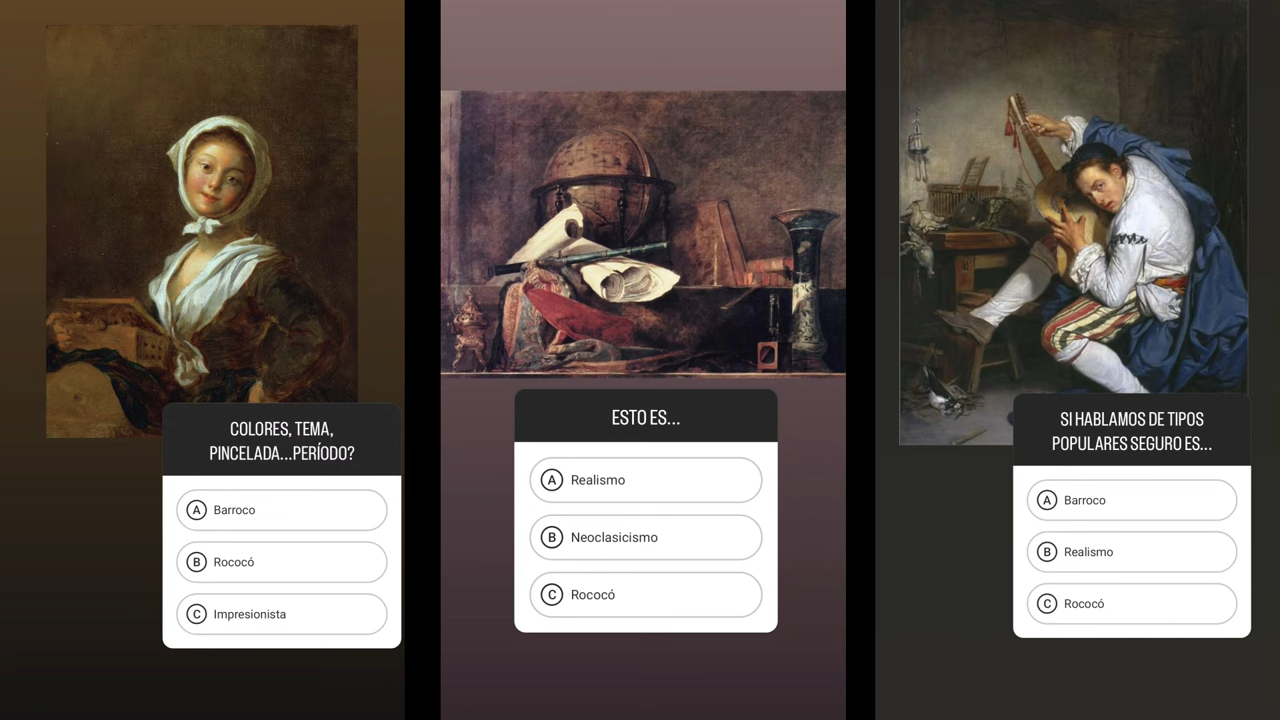 COLORES, TEMA,
PINCELADA...PERÍODO?
A Barroco
B Rococó
C Impresionista
ESTO ES...
A Realismo
B Neoclasicismo
C Rococó
SI HABLAMOS DE TIPOS
POPULARES SEGURO ES...
A Barroco
B Realismo
C Rococó